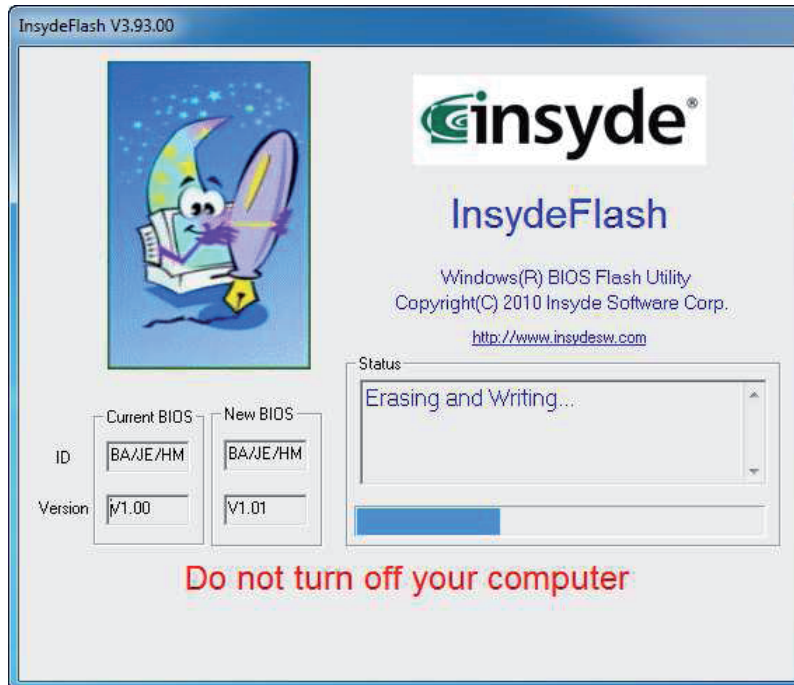 InsydeFlash V3.93.00
insyde®
InsydeFlash
Windows(R) BIOS Flash Utility
Copyright(C) 2010 Insyde Software Corp.
http://www.insydesw.com
Status
Erasing and Writing...
Current BIOS New BIOS
ID BA/JE/HM BA/JE/HM
Version V1.00 V1.01
Do not turn off your computer